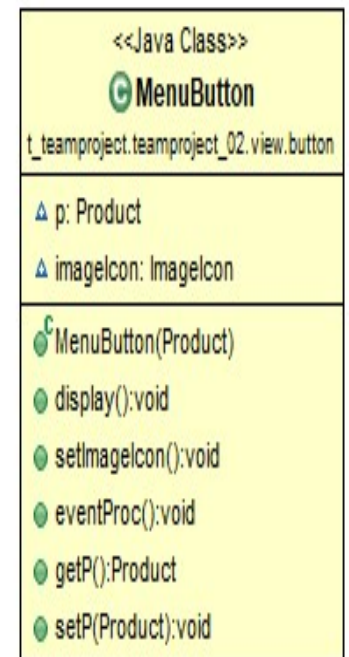 <<Java Class>>
C MenuButton
t_teamproject.teamproject_02.view.button
p: Product
imageIcon: ImageIcon
C MenuButton(Product)
display():void
setImageIcon():void
eventProc():void
getP():Product
setP(Product):void